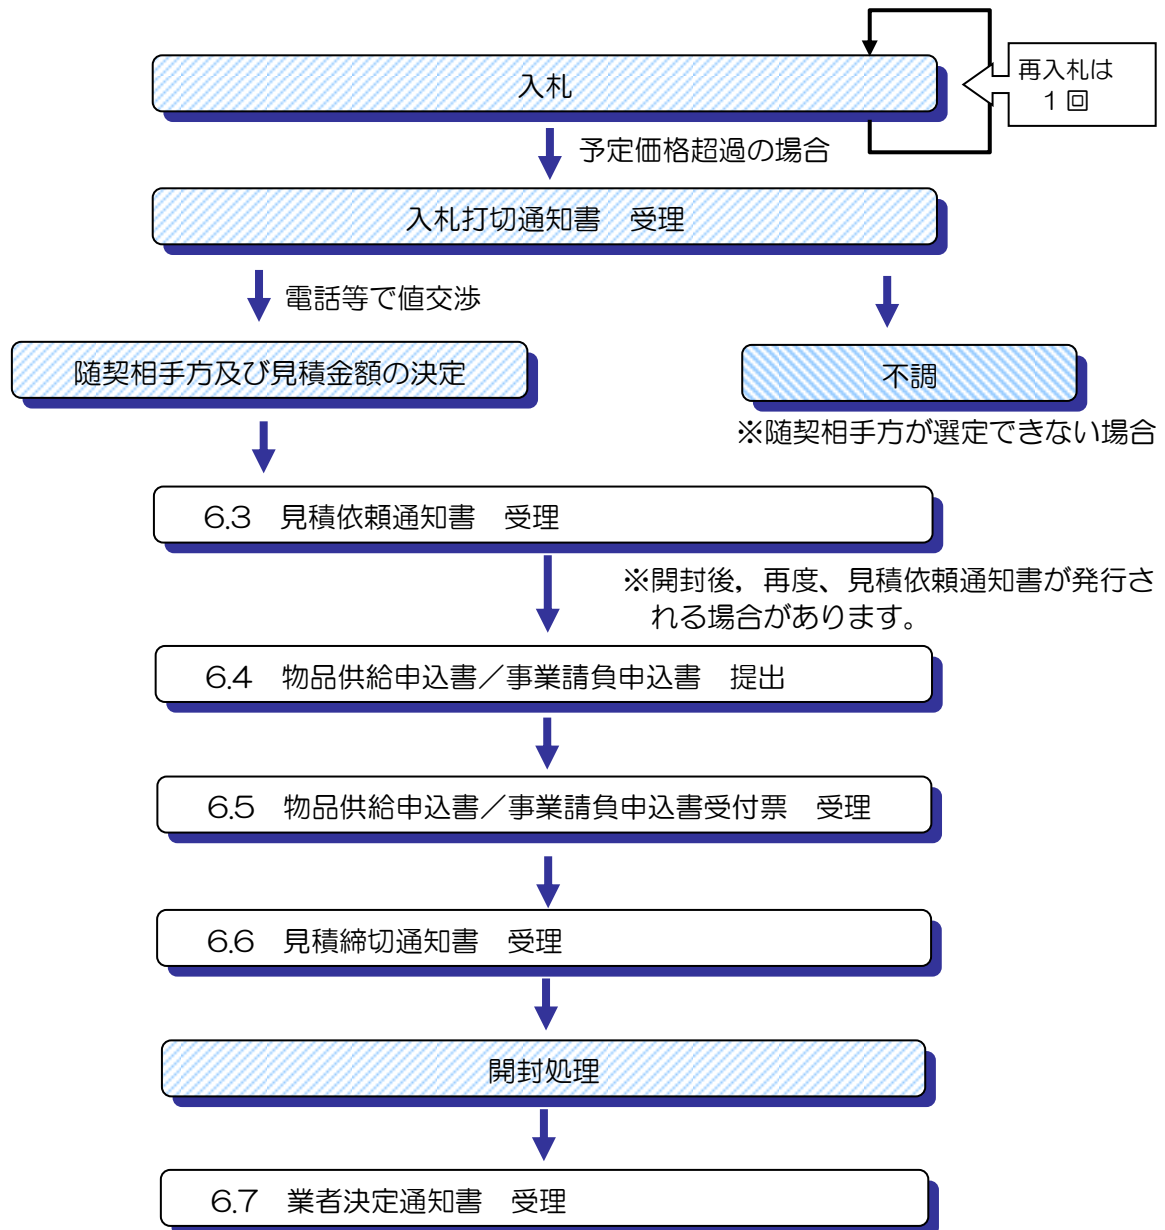 入札
再入札は
1回
予定価格超過の場合
入札打切通知書　受理
電話等で値交渉
随契相手方及び見積金額の決定
不調
※随契相手方が選定できない場合
6.3　見積依頼通知書　受理
※開封後，再度、見積依頼通知書が発行さ
れる場合があります。
6.4　物品供給申込書／事業請負申込書　提出
6.5　物品供給申込書／事業請負申込書受付票　受理
6.6　見積締切通知書　受理
開封処理
6.7　業者決定通知書　受理